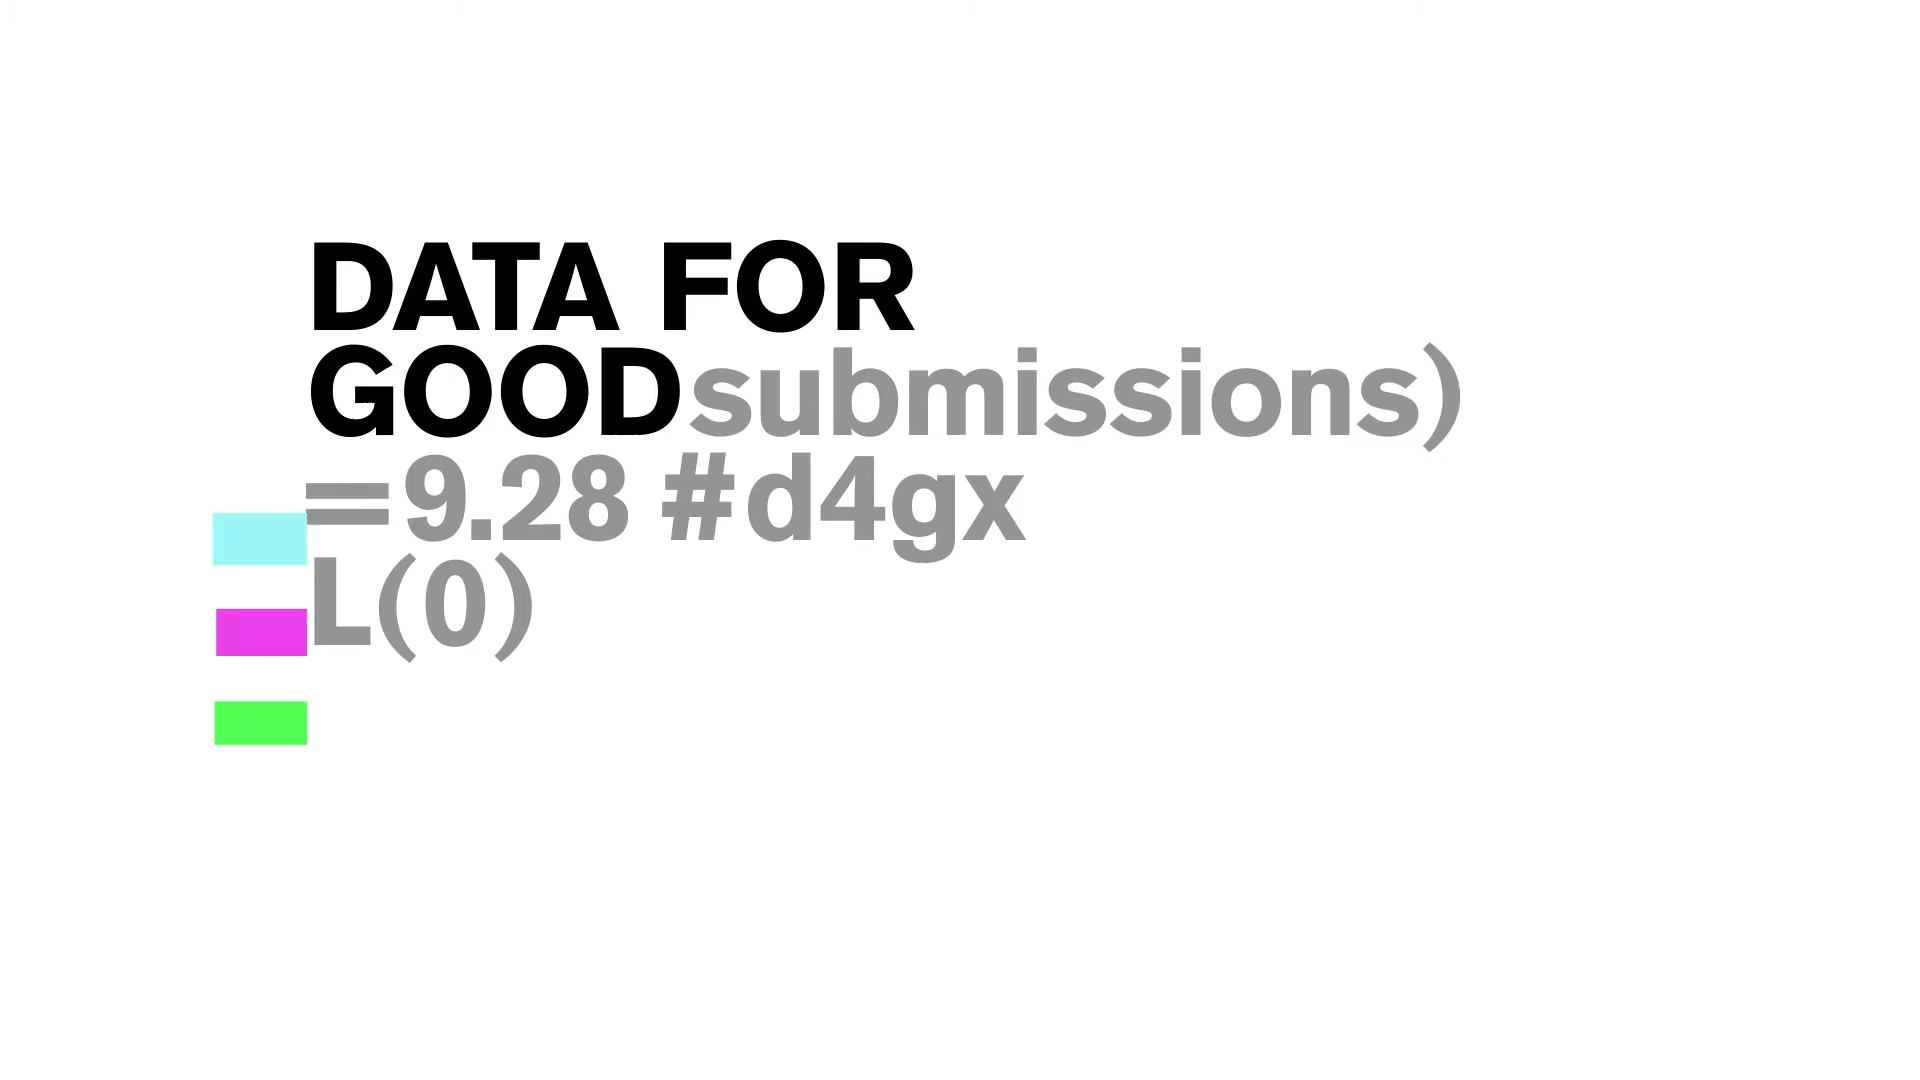 DATA FOR
GOODsubmissions)
=9.28 #d4gx
L(0)